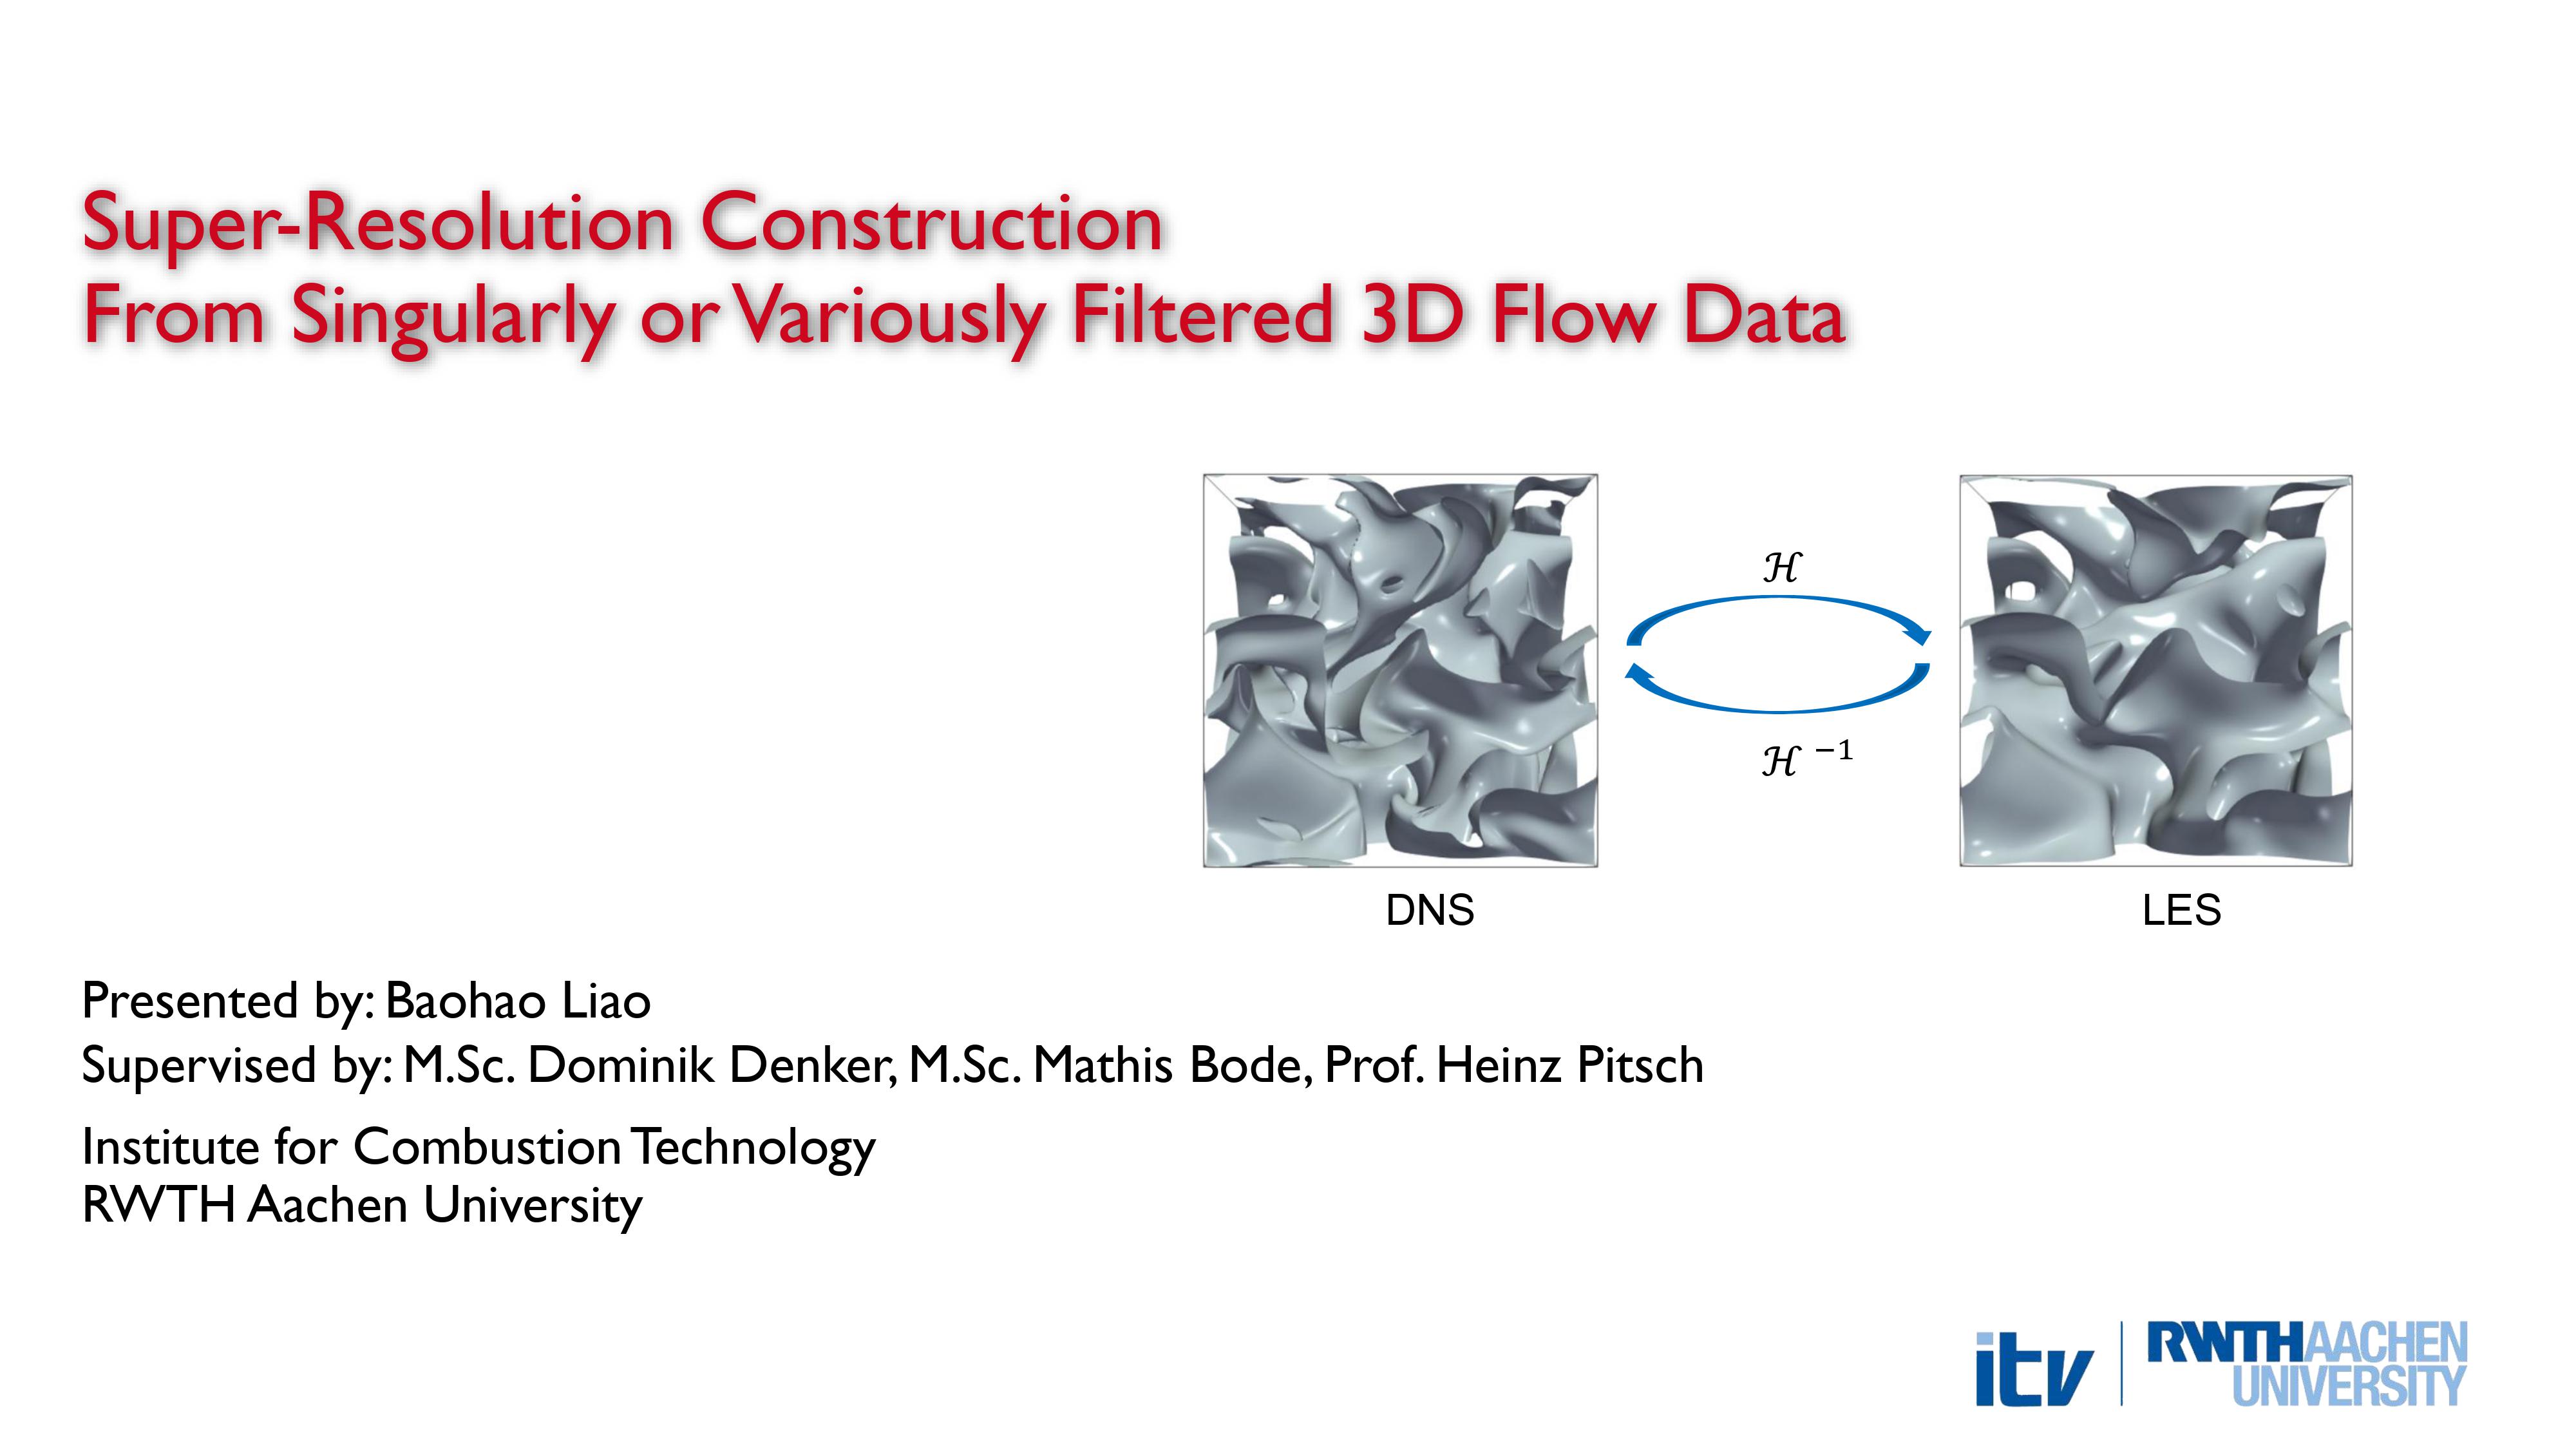 Super-Resolution Construction
From Singularly or Variously Filtered 3D Flow Data
ℋ
ℋ ⁻¹
DNS
LES
Presented by: Baohao Liao
Supervised by: M.Sc. Dominik Denker, M.Sc. Mathis Bode, Prof. Heinz Pitsch
Institute for Combustion Technology
RWTH Aachen University
itv
RWTHAACHEN
UNIVERSITY